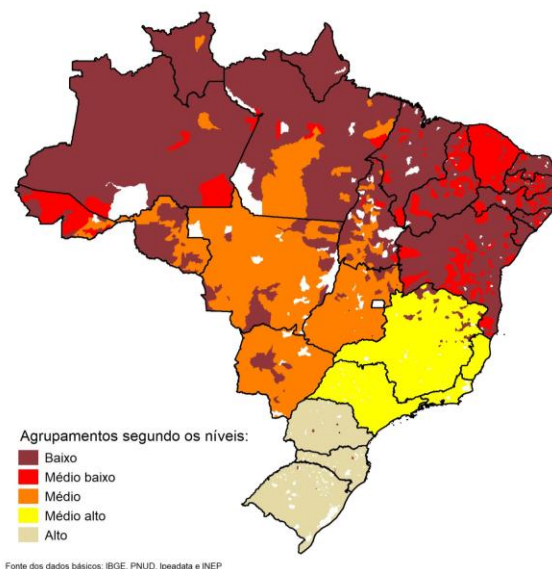 Agrupamentos segundo os níveis:
Baixo
Médio baixo
Médio
Médio alto
Alto
Fonte dos dados básicos: IBGE, PNUD, Ipeadata e INEP